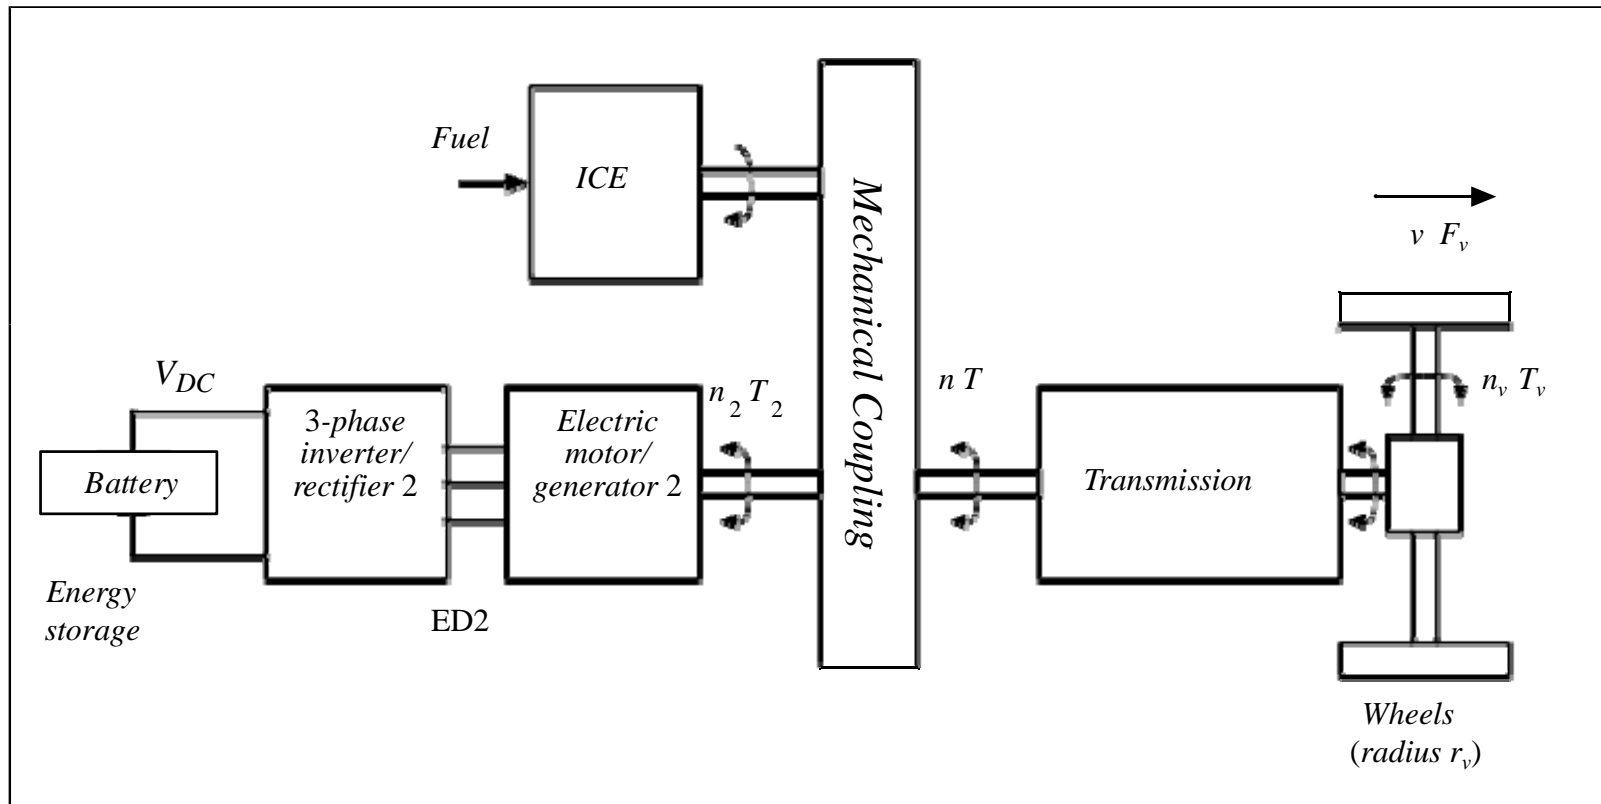 Fuel
ICE
Mechanical Coupling
v F_v
V_DC
n_2 T_2
n T
n_v T_v
3-phase
inverter/
rectifier 2
Electric
motor/
generator 2
Battery
Transmission
Energy
storage
ED2
Wheels
(radius r_v)